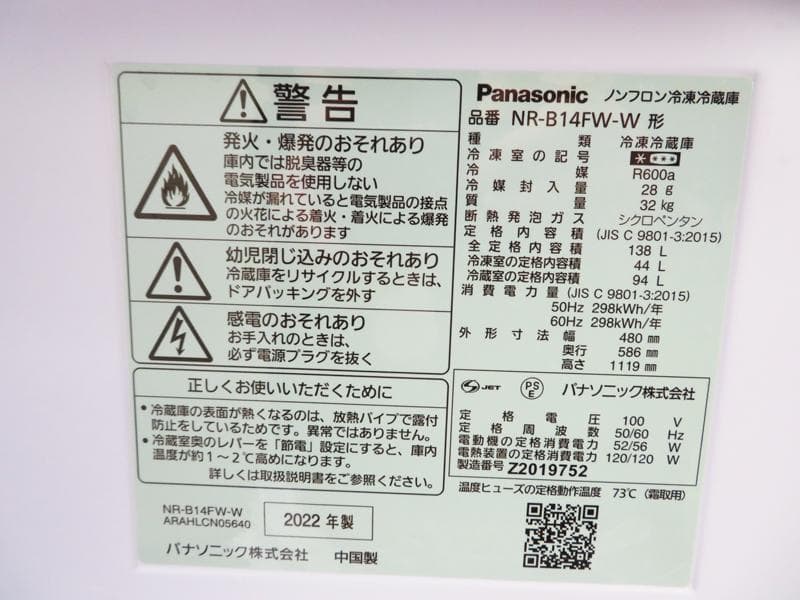 警告
発火・爆発のおそれあり
庫内では脱臭器等の
電気製品を使用しない
冷媒が漏れていると電気製品の接点
の火花による着火・着火による爆発
のおそれがあります
幼児閉じ込みのおそれあり
冷蔵庫をリサイクルするときは、
ドアパッキングを外す
感電のおそれあり
お手入れのときは、
必ず電源プラグを抜く
正しくお使いいただくために
・冷蔵庫の表面が熱くなるのは、放熱パイプで露付
防止をしているためです。異常ではありません。
・冷蔵室奥のレバーを「節電」設定にすると、庫内
温度が約1～2℃高めになります。
詳しくは取扱説明書をご参照ください。
NR-B14FW-W
ARAHLCN05640
2022 年製
パナソニック株式会社 中国製
Panasonic ノンフロン冷凍冷蔵庫
品番 NR-B14FW-W 形
種類 冷凍冷蔵庫
冷凍室の記号 * ***
冷媒 R600a
冷媒封入量 28 g
質量 32 kg
断熱発泡ガス シクロペンタン
定格内容積 (JIS C 9801-3:2015)
全定格内容積 138 L
冷凍室の定格内容積 44 L
冷蔵室の定格内容積 94 L
消費電力量 (JIS C 9801-3:2015)
50Hz 298kWh/年
60Hz 298kWh/年
外形寸法 幅 480 ㎜
奥行 586 ㎜
高さ 1119 ㎜
S JET PS E パナソニック株式会社
定格電圧 100 V
定格周波数 50/60 Hz
電動機の定格消費電力 52/56 W
電熱装置の定格消費電力 120/120 W
製造番号 Z2019752
温度ヒューズの定格動作温度 73℃ (霜取用)